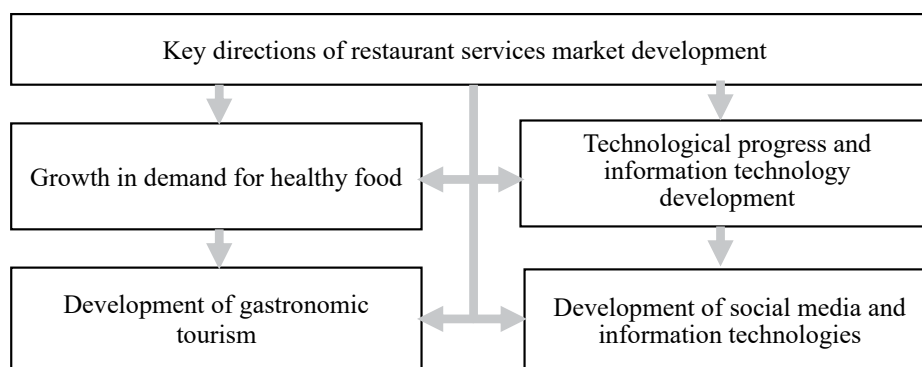 Key directions of restaurant services market development
Growth in demand for healthy food
Technological progress and
information technology
development
Development of gastronomic
tourism
Development of social media and
information technologies